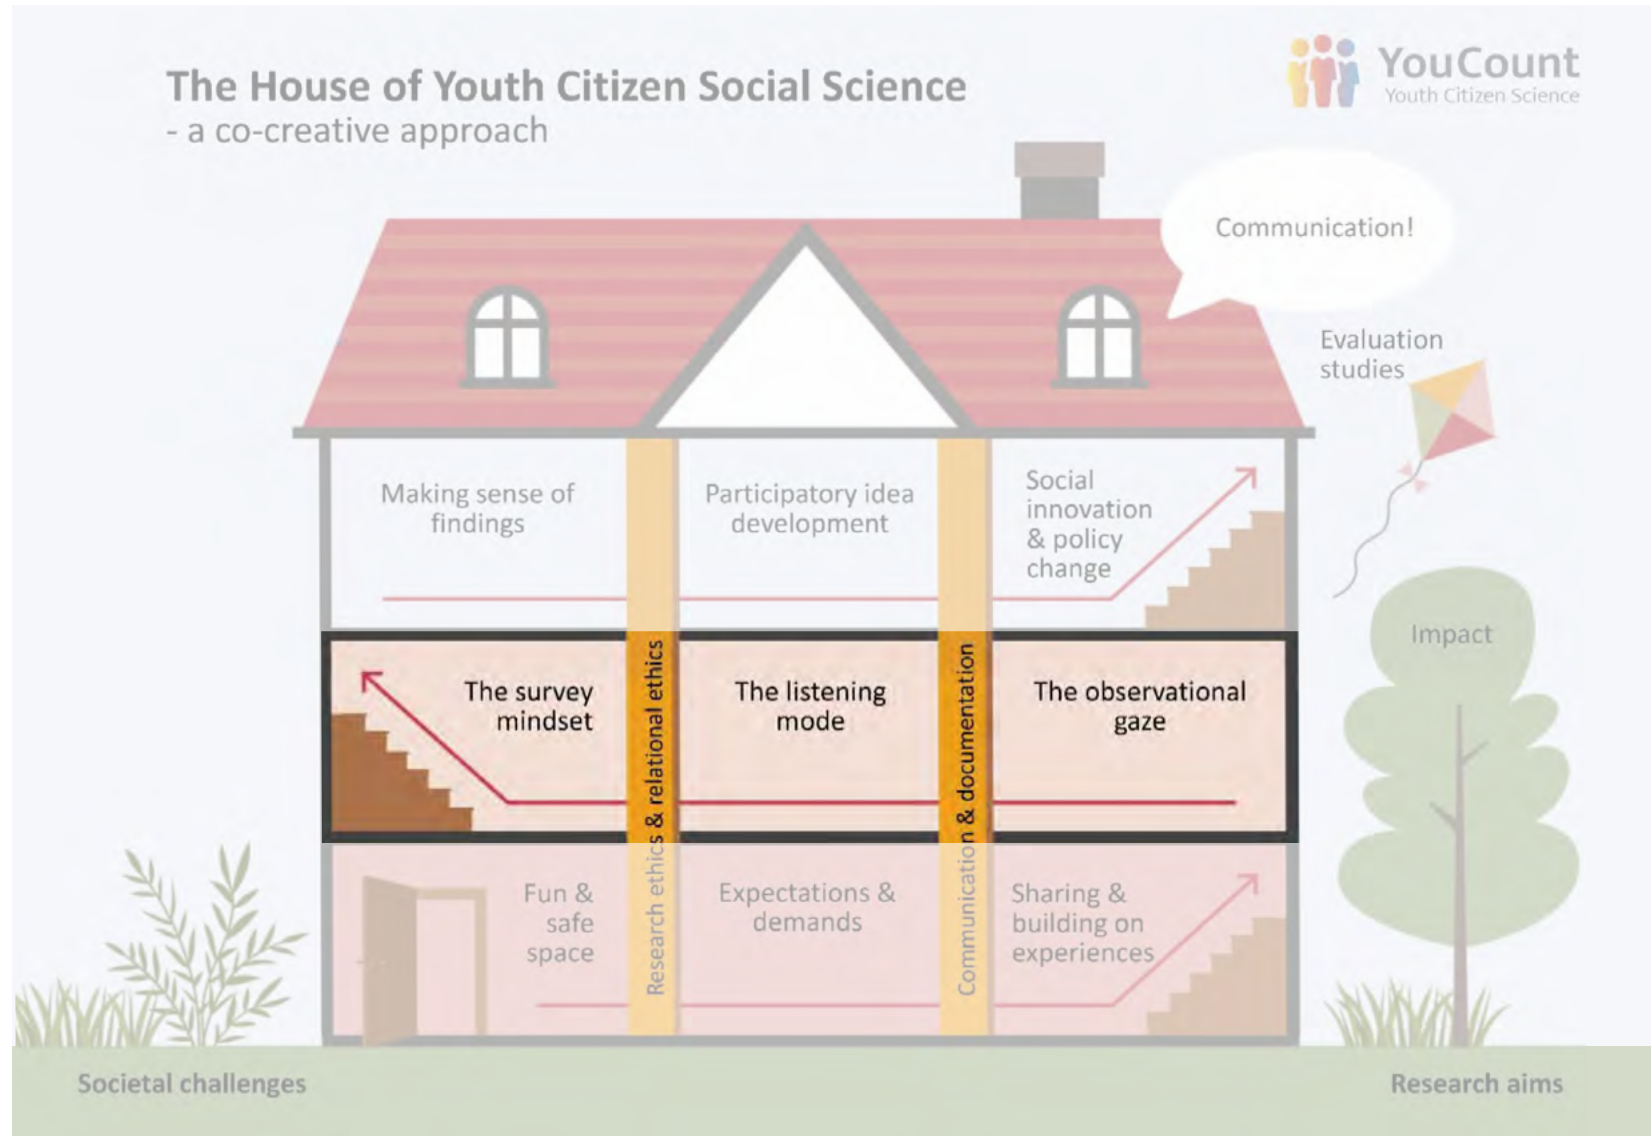 The House of Youth Citizen Social Science
- a co-creative approach
YouCount
Youth Citizen Science
Communication!
Evaluation
studies
Making sense of
findings
Participatory idea
development
Social
innovation
& policy
change
Impact
The survey
mindset
The listening
mode
The observational
gaze
Research ethics & relational ethics
Communication & documentation
Fun &
safe
space
Expectations &
demands
Sharing &
building on
experiences
Societal challenges
Research aims